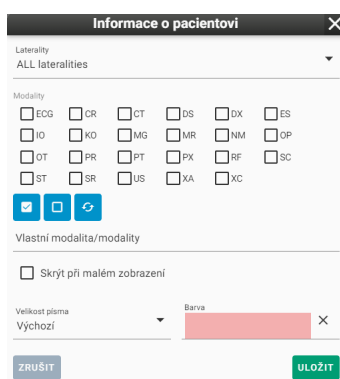 Informace o pacientovi
Laterality
ALL lateralities
Modality
ECG CR CT DS DX ES
IO KO MG MR NM OP
OT PR PT PX RF SC
ST SR US XA XC
Vlastní modalita/modality
Skrýt při malém zobrazení
Velikost písma Barva
Výchozí
ZRUŠIT ULOŽIT